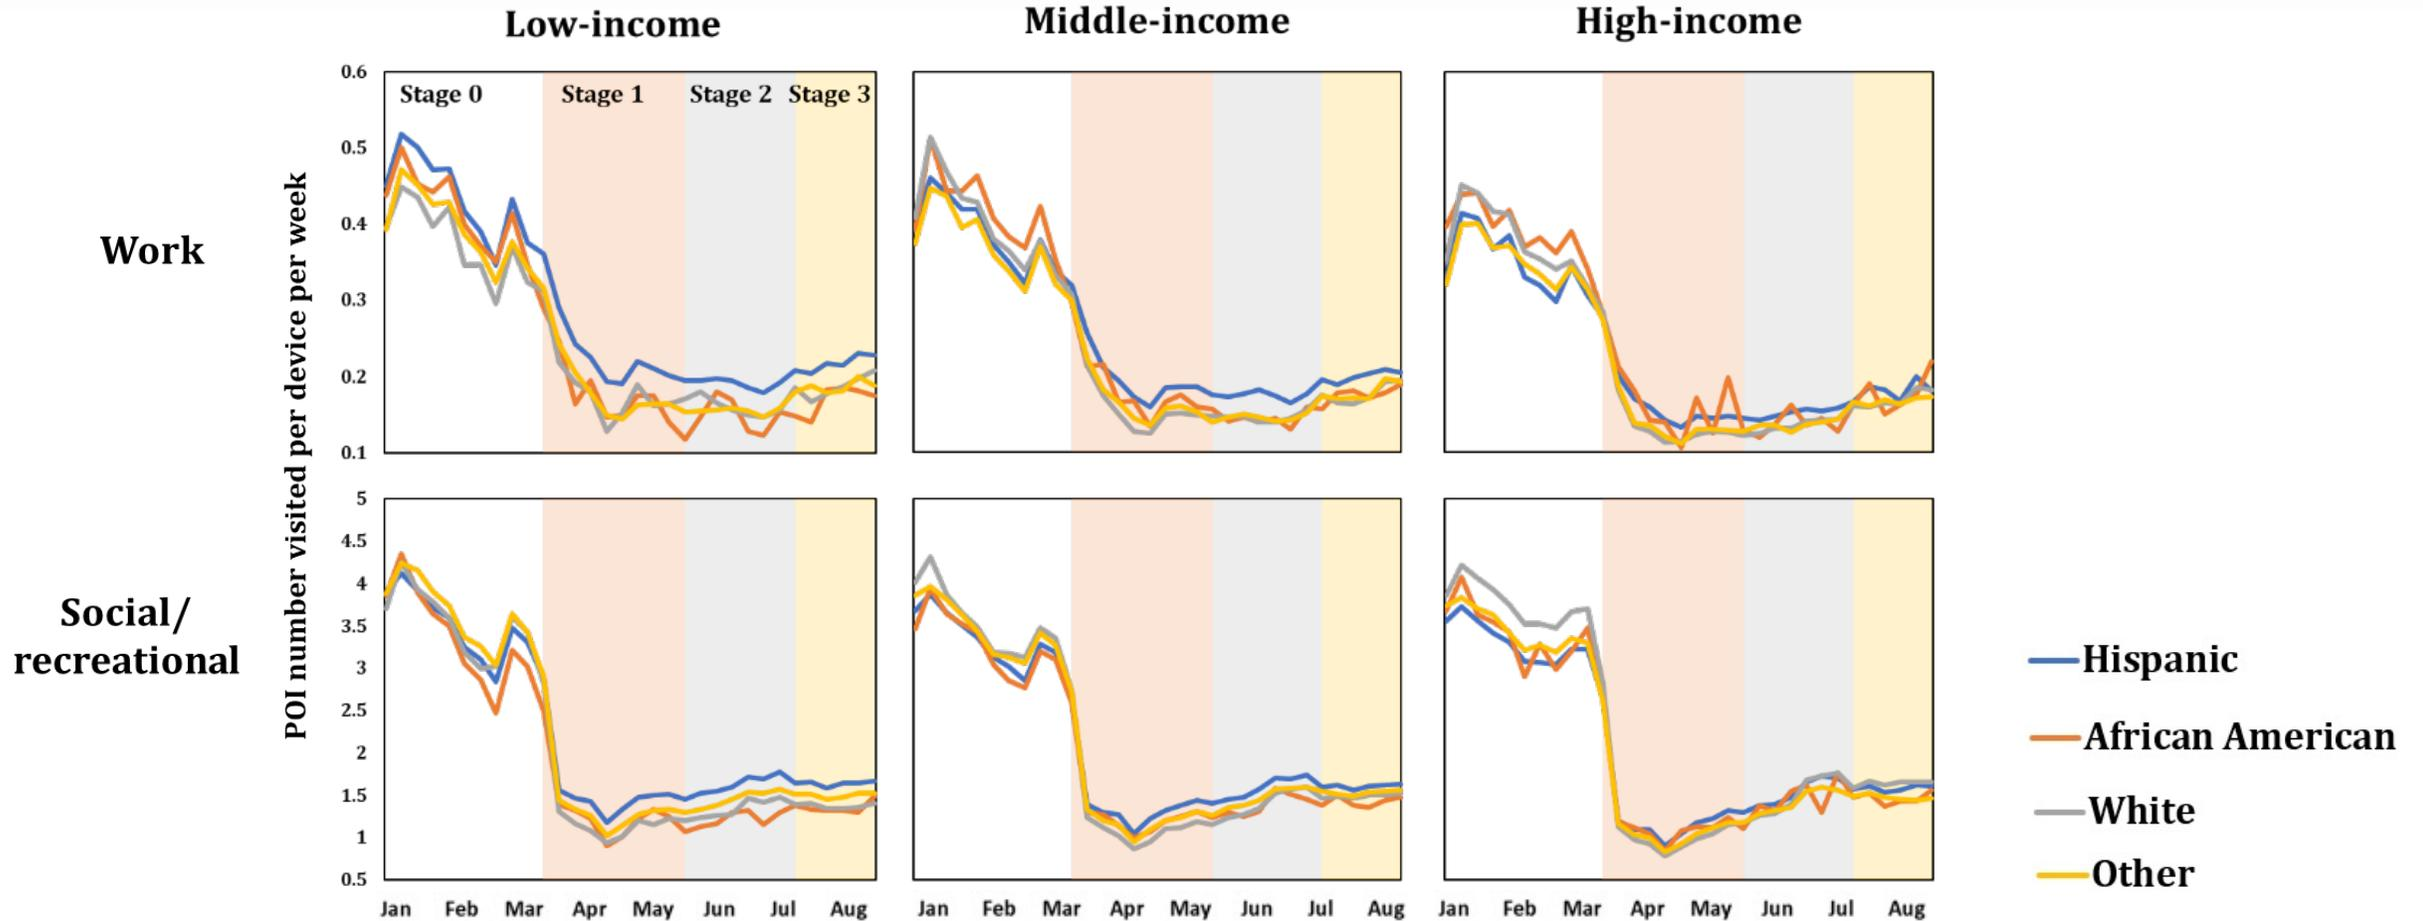 Low-income
Middle-income
High-income
Work
POI number visited per device per week
0.6
0.5
0.4
0.3
0.2
0.1
Stage 0
Stage 1
Stage 2
Stage 3
Social/
recreational
5
4.5
4
3.5
3
2.5
2
1.5
1
0.5
Jan Feb Mar Apr May Jun Jul Aug
Jan Feb Mar Apr May Jun Jul Aug
Jan Feb Mar Apr May Jun Jul Aug
Hispanic
African American
White
Other